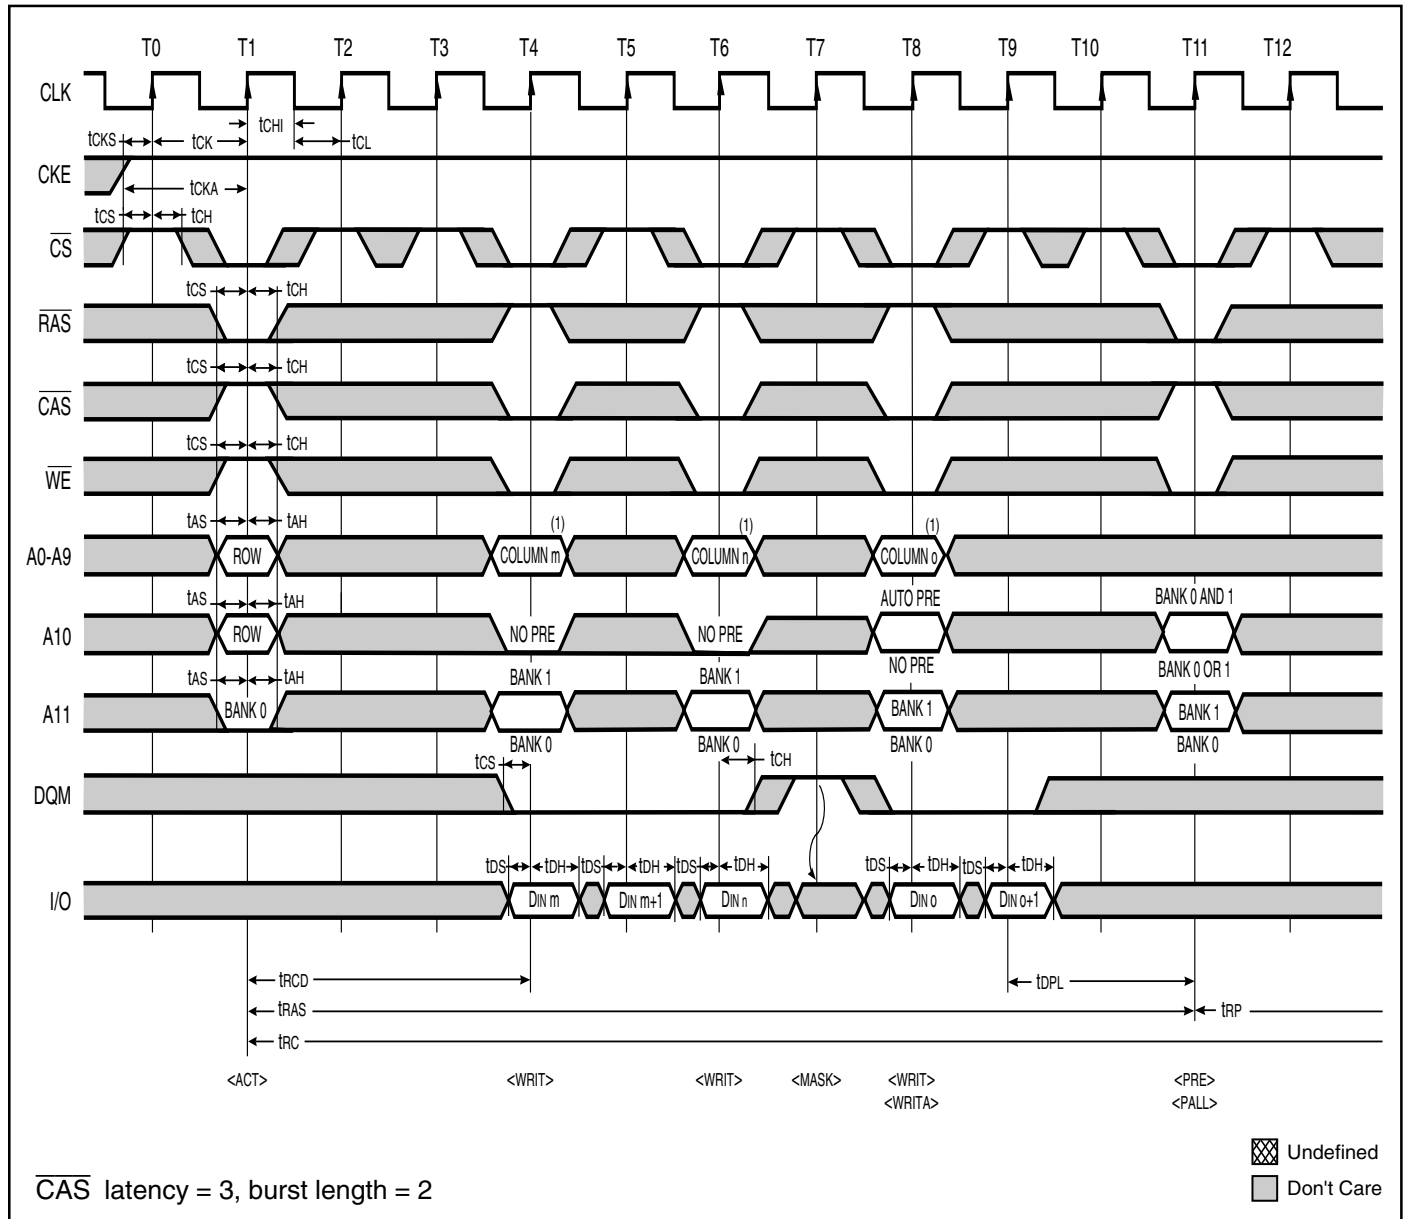 T0 T1 T2 T3 T4 T5 T6 T7 T8 T9 T10 T11 T12
CLK
tCHI
tCKS tCK tCL
CKE
tCKA
tCS tCH
CS
tCS tCH
RAS
tCS tCH
CAS
tCS tCH
WE
tAS tAH (1) (1) (1)
A0-A9 ROW COLUMN m COLUMN n COLUMN o
tAS tAH AUTO PRE BANK 0 AND 1
A10 ROW NO PRE NO PRE
NO PRE BANK 0 OR 1
tAS tAH BANK 1 BANK 1
A11 BANK 0 BANK 1 BANK 1
BANK 0 BANK 0 BANK 0 BANK 0
tCS tCH
DQM
tDS tDH tDS tDH tDS tDH tDS tDH tDS tDH
I/O DIN m DIN m+1 DIN n DIN o DIN o+1
tRCD tDPL
tRAS tRP
tRC
<ACT> <WRIT> <WRIT> <MASK> <WRIT> <PRE>
<WRITA> <PALL>
Undefined
CAS latency = 3, burst length = 2
Don't Care